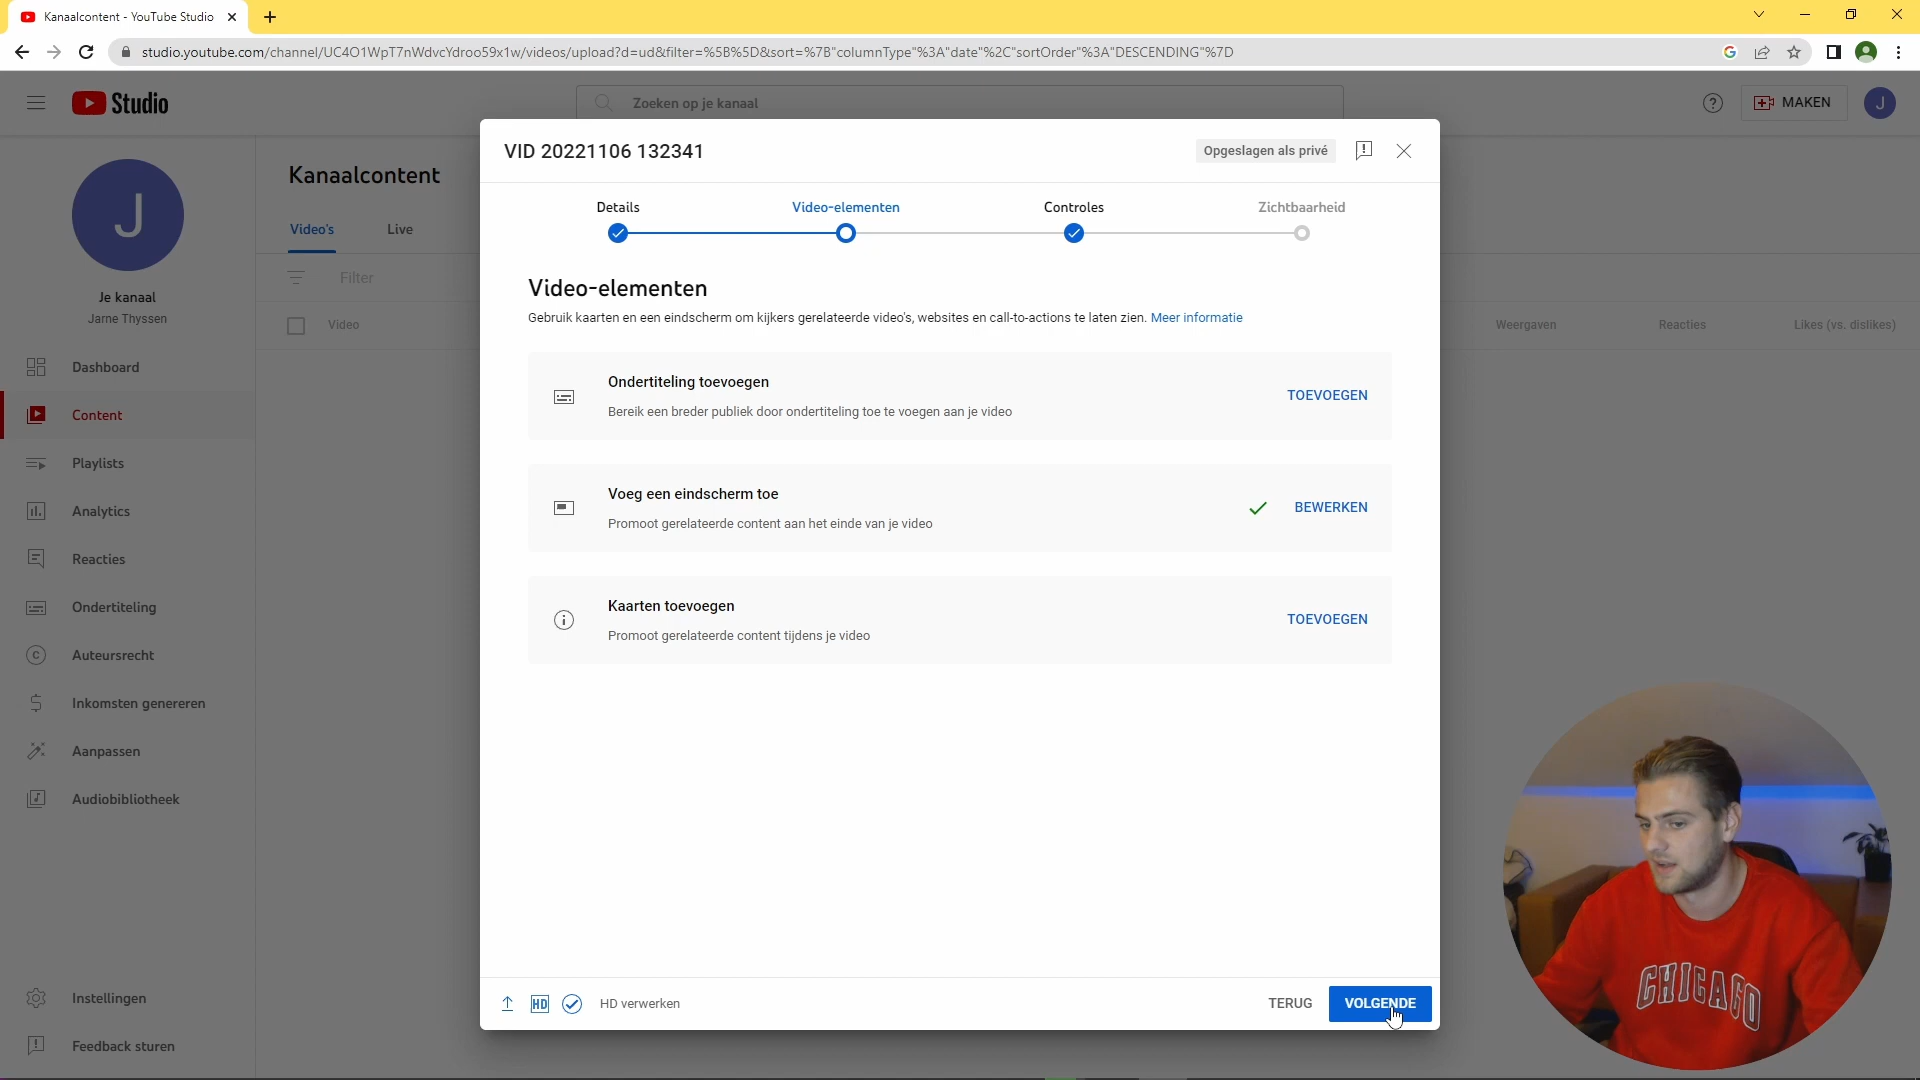 Kanaalcontent - YouTube Studio
studio.youtube.com/channel/UC4O1WpT7nWdvcYdroo59x1w/videos/upload?d=ud&filter=%5B%5D&sort=%7B"columnType"%3A"date"%2C"sortOrder"%3A"DESCENDING"%7D
Studio
Zoeken op je kanaal
MAKEN
J
J
Je kanaal
Jarne Thyssen
Dashboard
Content
Playlists
Analytics
Reacties
Ondertiteling
Auteursrecht
Inkomsten genereren
Aanpassen
Audiobibliotheek
Instellingen
Feedback sturen
Kanaalcontent
Video's
Live
Filter
Video
Weergaven
Reacties
Likes (vs. dislikes)
VID 20221106 132341
Opgeslagen als privé
Details
Video-elementen
Controles
Zichtbaarheid
Video-elementen
Gebruik kaarten en een eindscherm om kijkers gerelateerde video's, websites en call-to-actions te laten zien. Meer informatie
Ondertiteling toevoegen
Bereik een breder publiek door ondertiteling toe te voegen aan je video
TOEVOEGEN
Voeg een eindscherm toe
Promoot gerelateerde content aan het einde van je video
BEWERKEN
Kaarten toevoegen
Promoot gerelateerde content tijdens je video
TOEVOEGEN
HD
HD verwerken
TERUG
VOLGENDE
CHICAGO